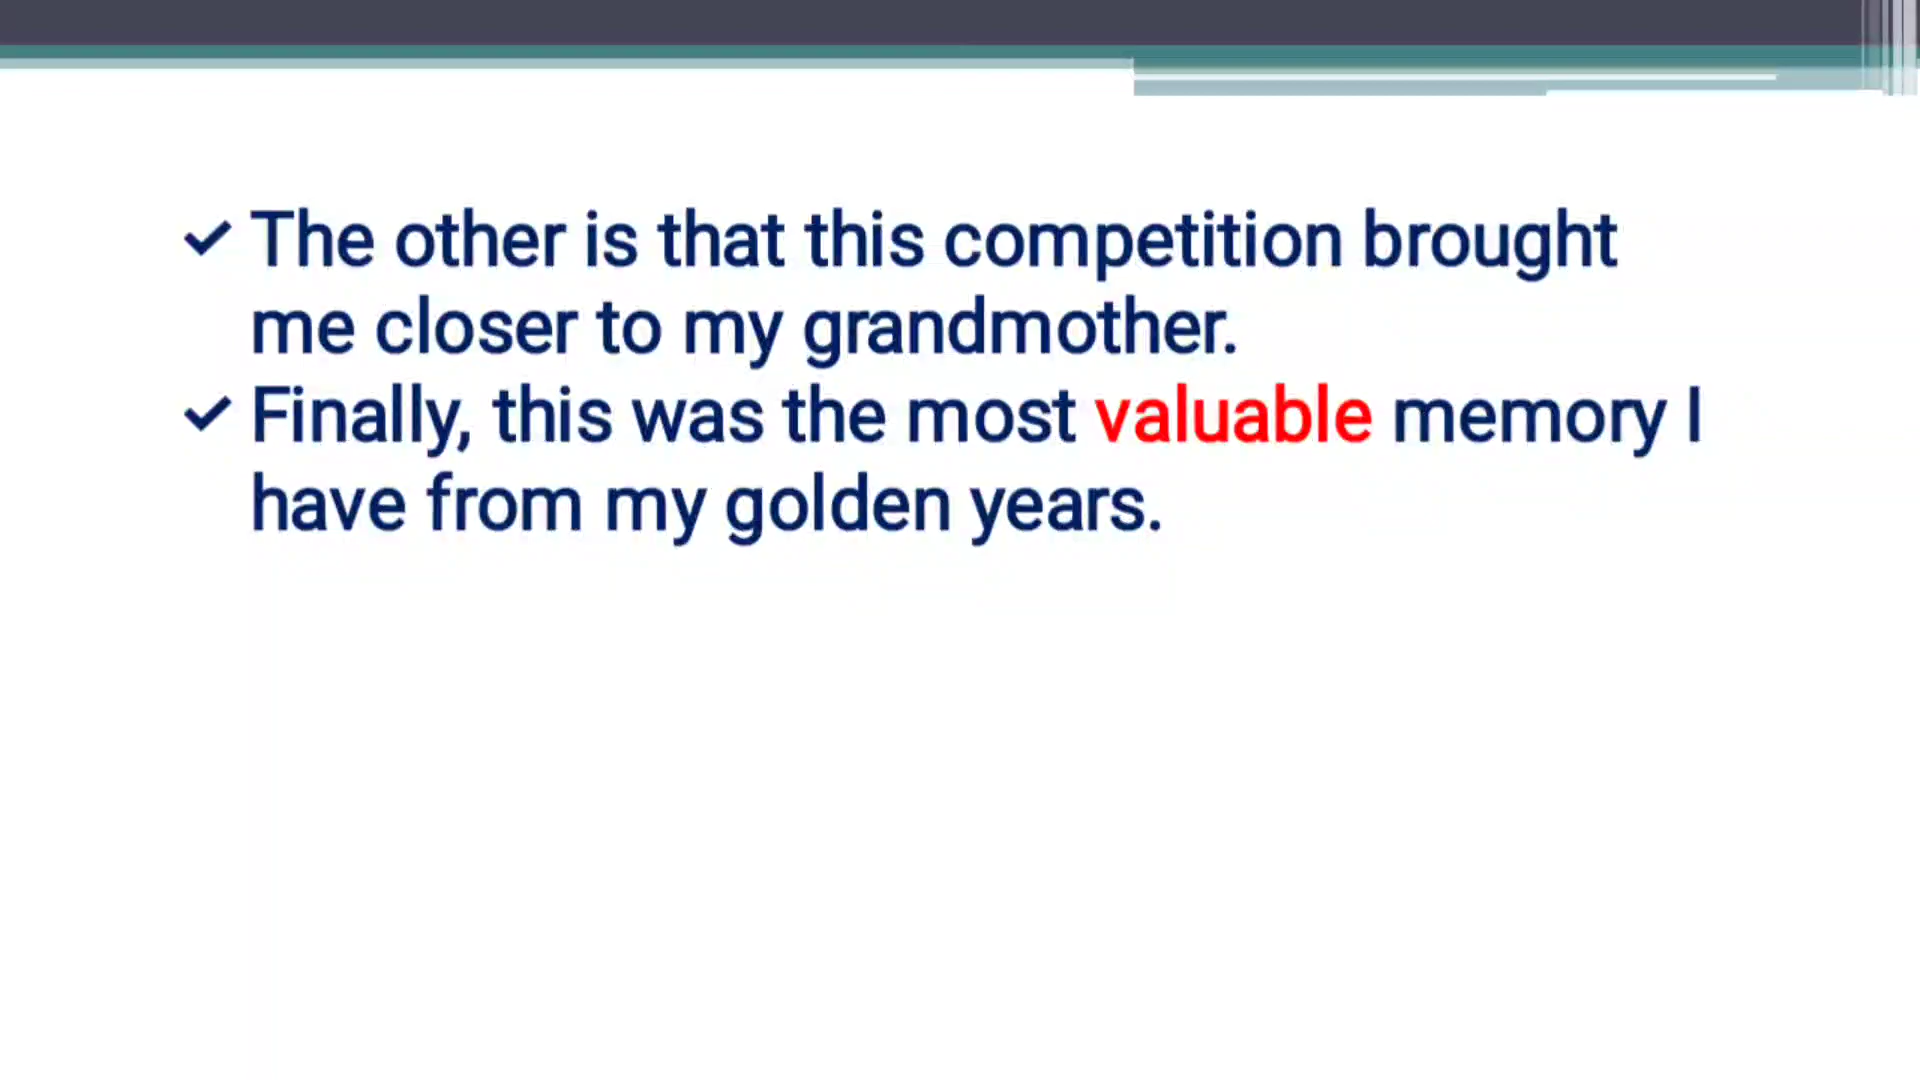 ✓ The other is that this competition brought
me closer to my grandmother.
✓ Finally, this was the most valuable memory I
have from my golden years.